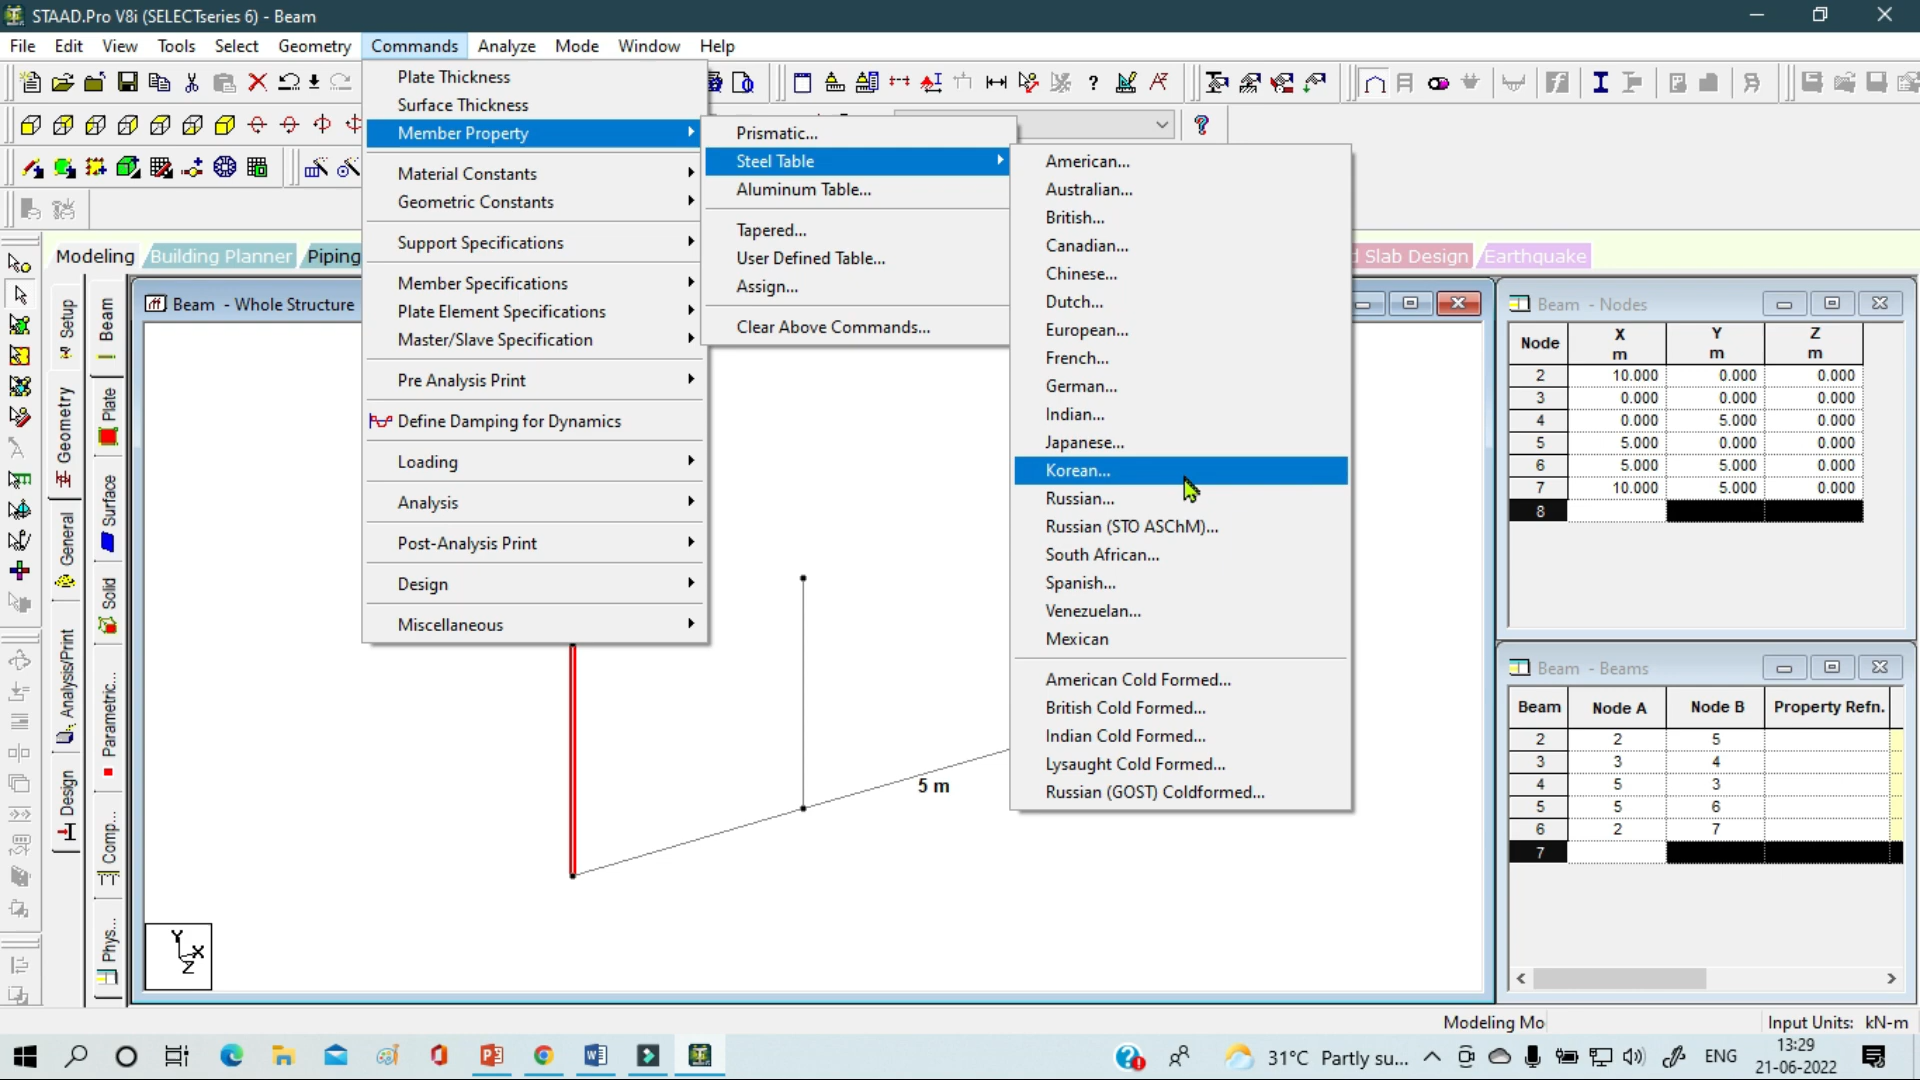 STAAD.Pro V8i (SELECTseries 6) - Beam
File Edit View Tools Select Geometry Commands Analyze Mode Window Help
Plate Thickness
Surface Thickness
Member Property
Material Constants
Geometric Constants
Support Specifications
Member Specifications
Plate Element Specifications
Master/Slave Specification
Pre Analysis Print
Define Damping for Dynamics
Loading
Analysis
Post-Analysis Print
Design
Miscellaneous
Prismatic...
Steel Table
Aluminum Table...
Tapered...
User Defined Table...
Assign...
Clear Above Commands...
American...
Australian...
British...
Canadian...
Chinese...
Dutch...
European...
French...
German...
Indian...
Japanese...
Korean...
Russian...
Russian (STO ASChM)...
South African...
Spanish...
Venezuelan...
Mexican
American Cold Formed...
British Cold Formed...
Indian Cold Formed...
Lysaught Cold Formed...
Russian (GOST) Coldformed...
Modeling Building Planner Piping Slab Design Earthquake
Setup
Geometry
General
Analysis/Print
Design
Beam
Plate
Surface
Solid
Parametric...
Comp...
Phys...
Beam - Whole Structure
5 m
Y
X
Z
Beam - Nodes
Node X m Y m Z m
2 10.000 0.000 0.000
3 0.000 0.000 0.000
4 0.000 5.000 0.000
5 5.000 0.000 0.000
6 5.000 5.000 0.000
7 10.000 5.000 0.000
8
Beam - Beams
Beam Node A Node B Property Refn.
2 2 5
3 3 4
4 5 3
5 5 6
6 2 7
7
Modeling Mo
Input Units: kN-m
31°C Partly su...
ENG
13:29
21-06-2022